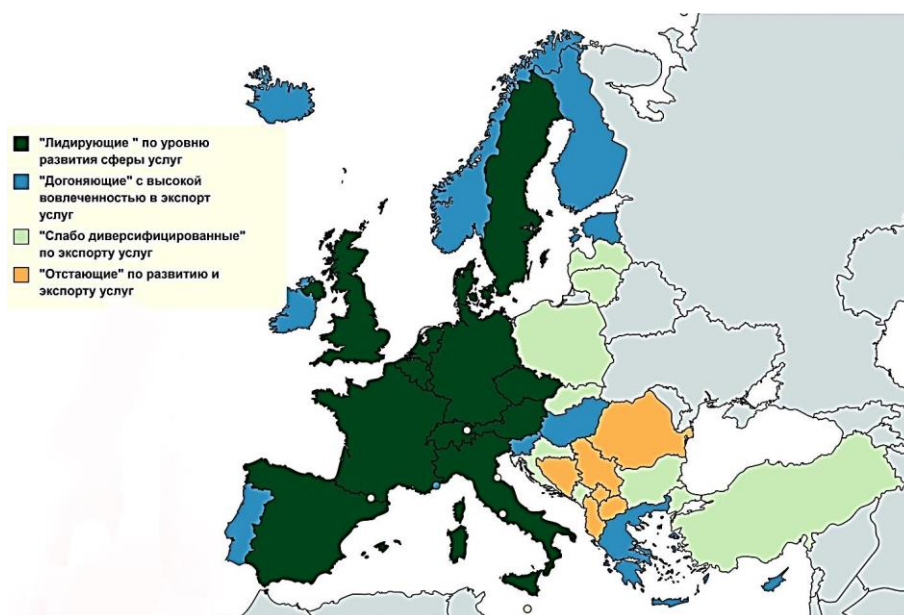 "Лидирующие " по уровню
развития сферы услуг
"Догоняющие" с высокой
вовлеченностью в экспорт
услуг
"Слабо диверсифицированные"
по экспорту услуг
"Отстающие" по развитию и
экспорту услуг